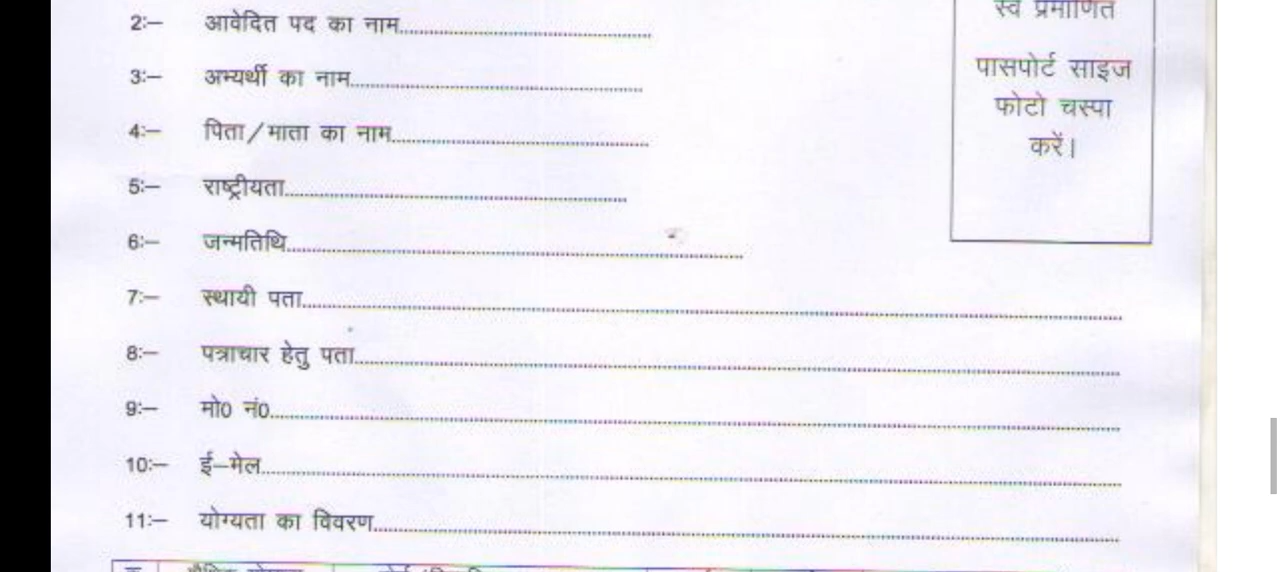 2:– आवेदित पद का नाम
3:– अभ्यर्थी का नाम
4:– पिता/माता का नाम
5:– राष्ट्रीयता
6:– जन्मतिथि
7:– स्थायी पता
8:– पत्राचार हेतु पता
9:– मो0 नं0
10:– ई–मेल
11:– योग्यता का विवरण
स्व प्रमाणित
पासपोर्ट साइज
फोटो चस्पा
करें।